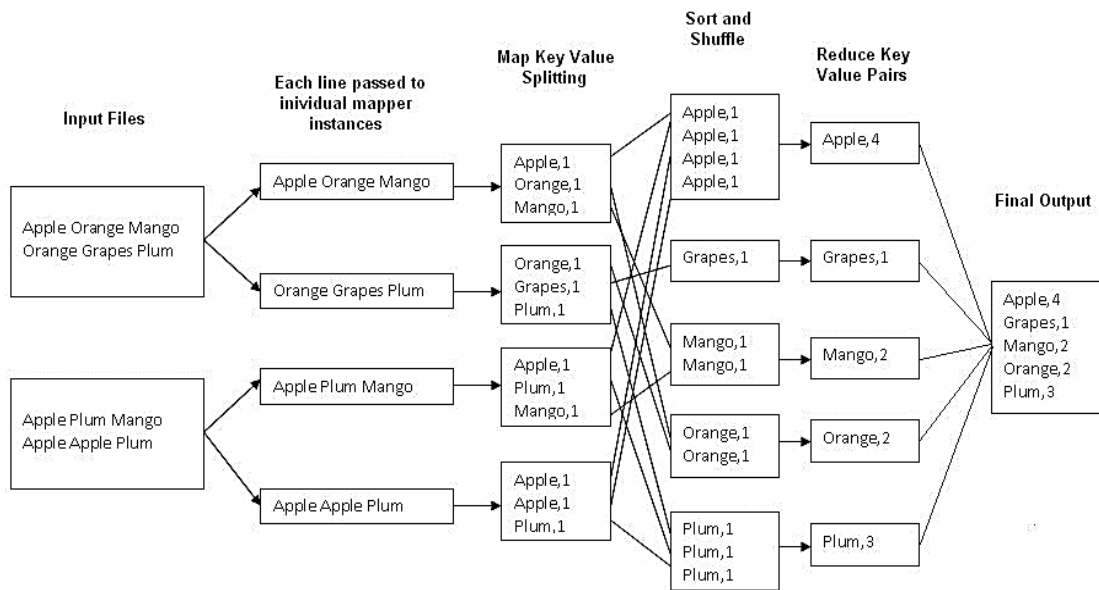 Input Files
Each line passed to
inividual mapper
instances
Map Key Value
Splitting
Sort and
Shuffle
Reduce Key
Value Pairs
Final Output
Apple Orange Mango
Orange Grapes Plum
Apple Plum Mango
Apple Apple Plum
Apple Orange Mango
Orange Grapes Plum
Apple Plum Mango
Apple Apple Plum
Apple,1
Orange,1
Mango,1
Orange,1
Grapes,1
Plum,1
Apple,1
Plum,1
Mango,1
Apple,1
Apple,1
Plum,1
Apple,1
Apple,1
Apple,1
Apple,1
Grapes,1
Mango,1
Mango,1
Orange,1
Orange,1
Plum,1
Plum,1
Plum,1
Apple,4
Grapes,1
Mango,2
Orange,2
Plum,3
Apple,4
Grapes,1
Mango,2
Orange,2
Plum,3